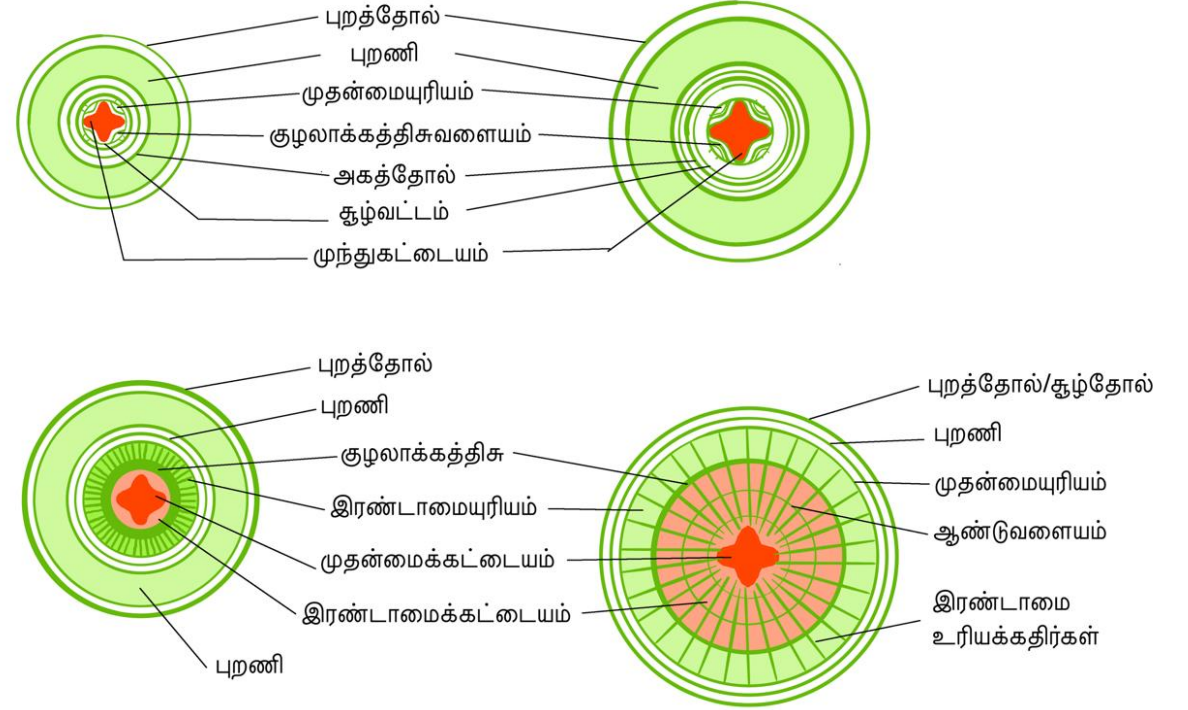 புறத்தோல்
புறணி
முதன்மையுரியம்
குழலாக்கத்திசுவளையம்
அகத்தோல்
சூழ்வட்டம்
முந்துகட்டையம்
புறத்தோல்
புறணி
குழலாக்கத்திசு
இரண்டாமையுரியம்
முதன்மைக்கட்டையம்
இரண்டாமைக்கட்டையம்
புறணி
புறத்தோல்/சூழ்தோல்
புறணி
முதன்மையுரியம்
ஆண்டுவளையம்
இரண்டாமை
உரியக்கதிர்கள்